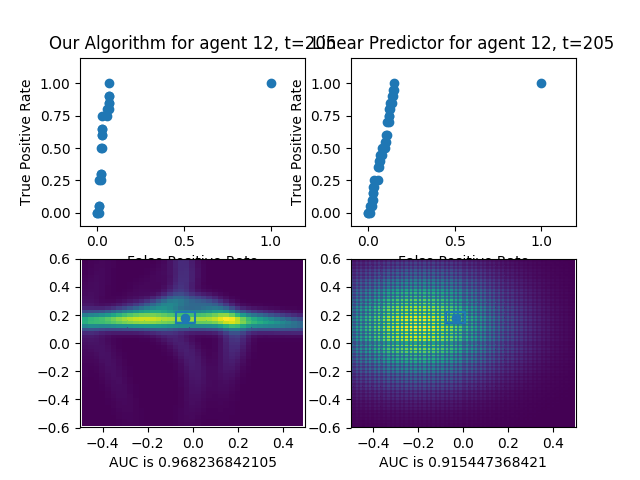 Our Algorithm for agent 12, t=205
Linear Predictor for agent 12, t=205
True Positive Rate
1.00
0.75
0.50
0.25
0.00
0.0 0.5 1.0
False Positive Rate
True Positive Rate
1.00
0.75
0.50
0.25
0.00
0.0 0.5 1.0
False Positive Rate
0.6
0.4
0.2
0.0
−0.2
−0.4
−0.6
−0.4 −0.2 0.0 0.2 0.4
AUC is 0.968236842105
0.6
0.4
0.2
0.0
−0.2
−0.4
−0.6
−0.4 −0.2 0.0 0.2 0.4
AUC is 0.915447368421